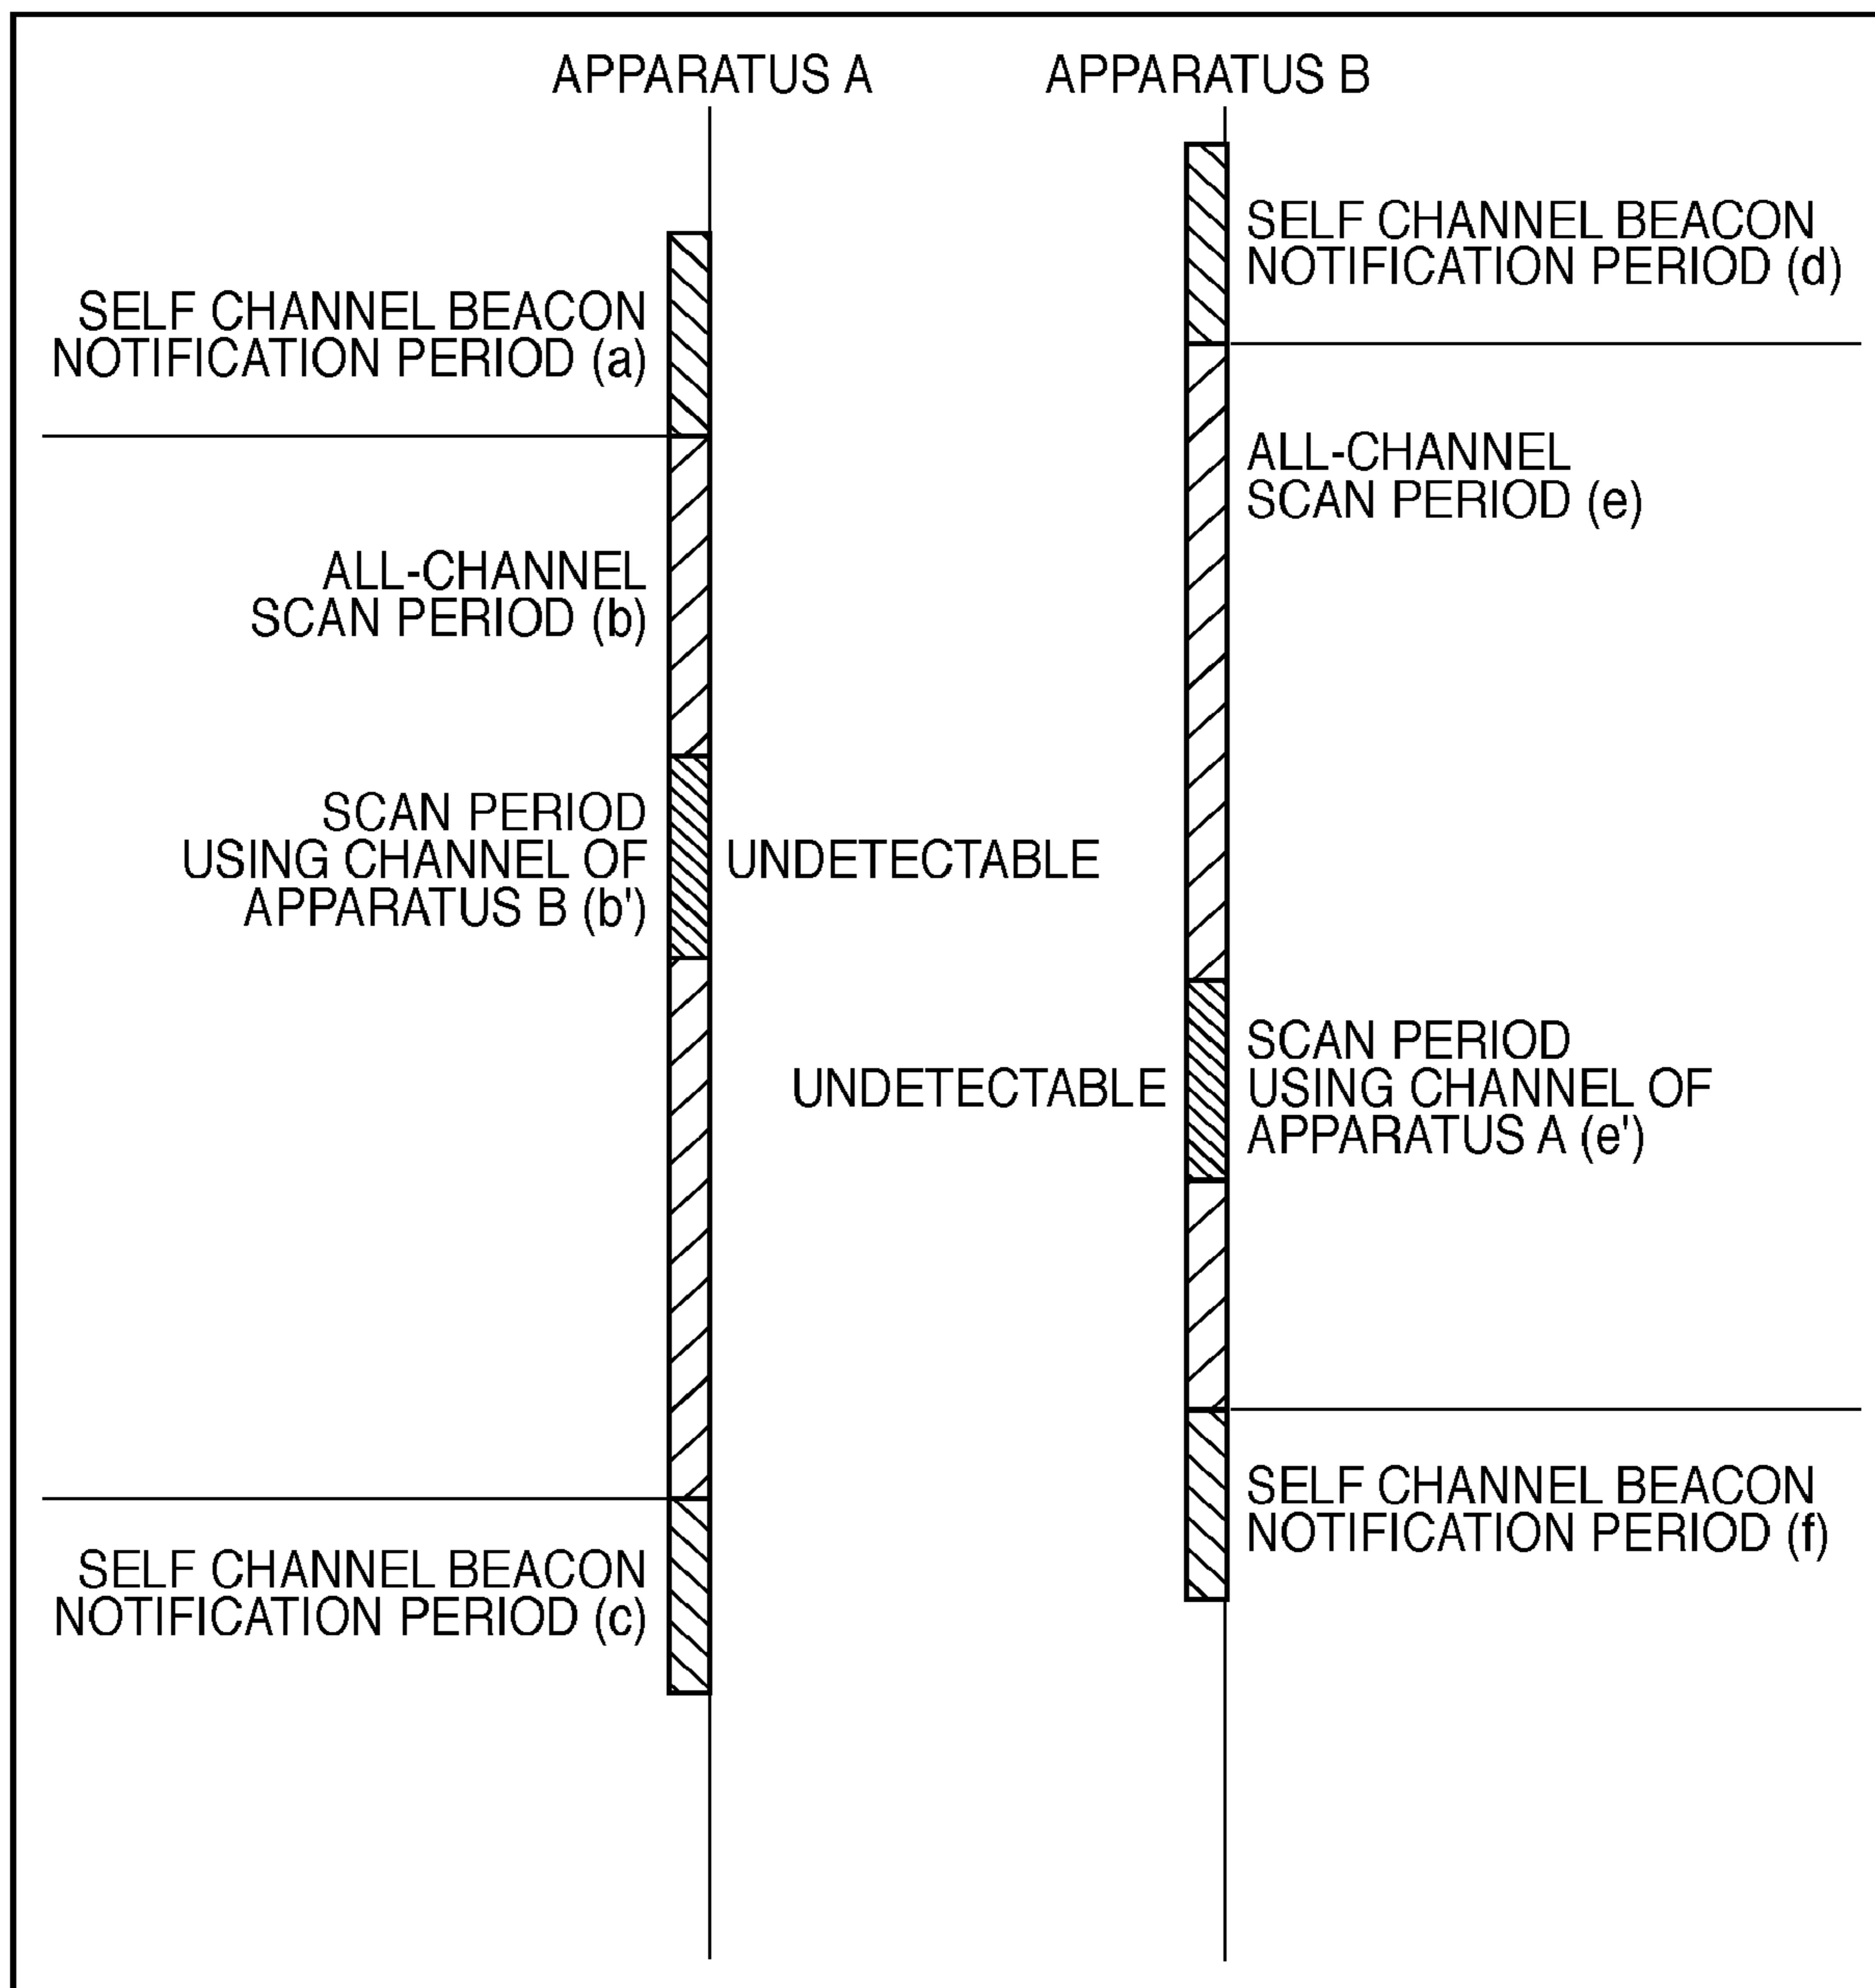 APPARATUS A
APPARATUS B
SELF CHANNEL BEACON
NOTIFICATION PERIOD (d)
SELF CHANNEL BEACON
NOTIFICATION PERIOD (a)
ALL-CHANNEL
SCAN PERIOD (e)
ALL-CHANNEL
SCAN PERIOD (b)
SCAN PERIOD
USING CHANNEL OF
APPARATUS B (b')
UNDETECTABLE
UNDETECTABLE
SCAN PERIOD
USING CHANNEL OF
APPARATUS A (e')
SELF CHANNEL BEACON
NOTIFICATION PERIOD (f)
SELF CHANNEL BEACON
NOTIFICATION PERIOD (c)